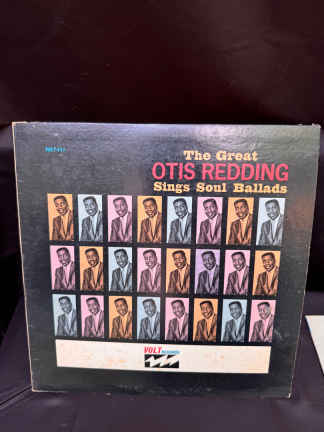 The Great
OTIS REDDING
Sings Soul Ballads
VOLT